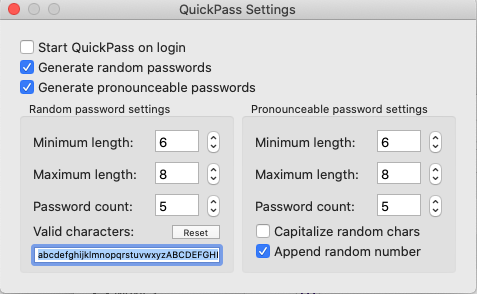 QuickPass Settings
Start QuickPass on login
Generate random passwords
Generate pronounceable passwords
Random password settings
Minimum length: 6
Maximum length: 8
Password count: 5
Valid characters: Reset
abcdefghijklmnopqrstuvwxyzABCDEFGHI
Pronounceable password settings
Minimum length: 6
Maximum length: 8
Password count: 5
Capitalize random chars
Append random number